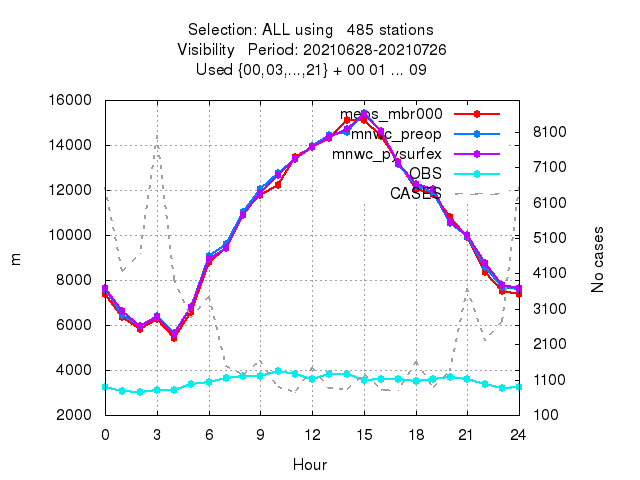 Selection: ALL using   485 stations
Visibility   Period: 20210628-20210726
Used {00,03,...,21} + 00 01 ... 09
16000
14000
12000
10000
8000
6000
4000
2000
m
meps_mbr000
mnwc_preop
mnwc_pysurfex
OBS
CASES
8100
7100
6100
5100
4100
3100
2100
1100
100
No cases
0 3 6 9 12 15 18 21 24
Hour